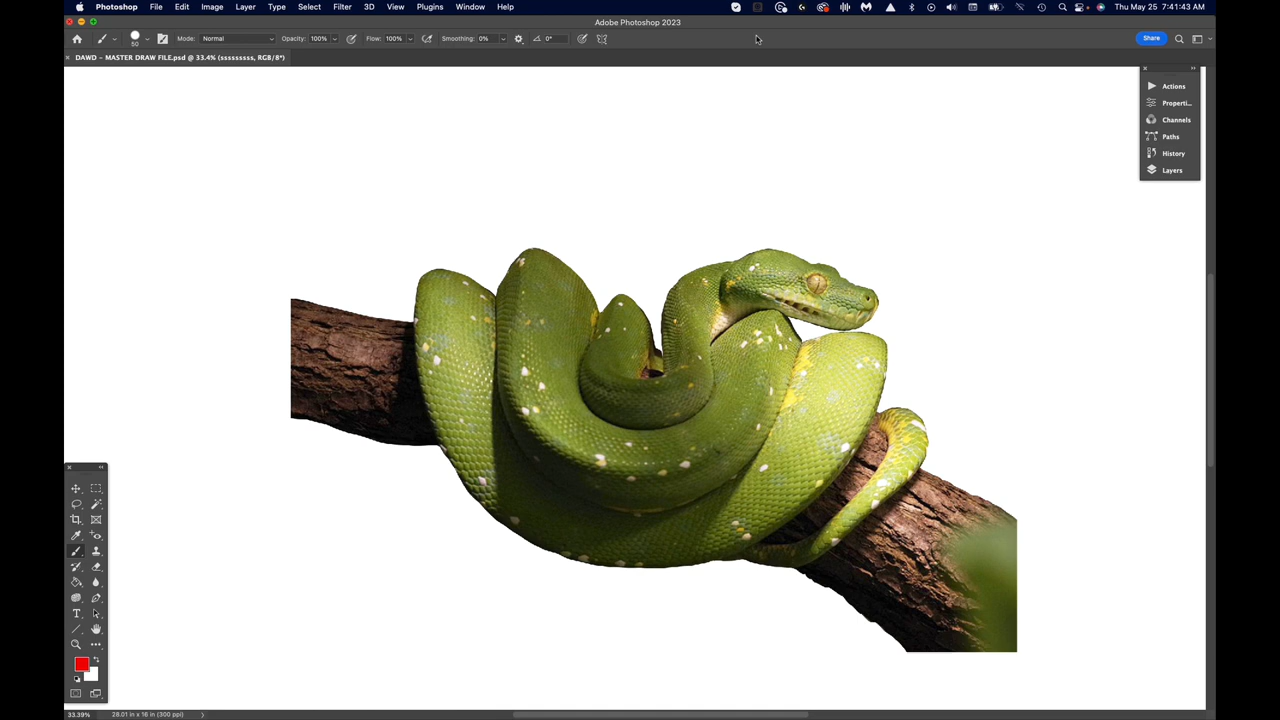 Photoshop File Edit Image Layer Type Select Filter 3D View Plugins Window Help Thu May 25 7:41:43 AM
Adobe Photoshop 2023
50 Mode: Normal Opacity: 100% Flow: 100% Smoothing: 0% 0° Share
× DAWD - MASTER DRAW FILE.psd @ 33.4% (sssssssss, RGB/8*)
Actions
Properti...
Channels
Paths
History
Layers
33.39% 28.01 in x 16 in (300 ppi)